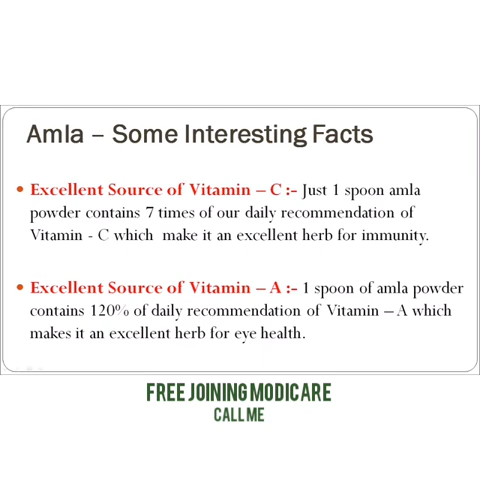 Amla – Some Interesting Facts
• Excellent Source of Vitamin – C :- Just 1 spoon amla
powder contains 7 times of our daily recommendation of
Vitamin - C which make it an excellent herb for immunity.
• Excellent Source of Vitamin – A :- 1 spoon of amla powder
contains 120% of daily recommendation of Vitamin – A which
makes it an excellent herb for eye health.
FREE JOINING MODICARE
CALL ME